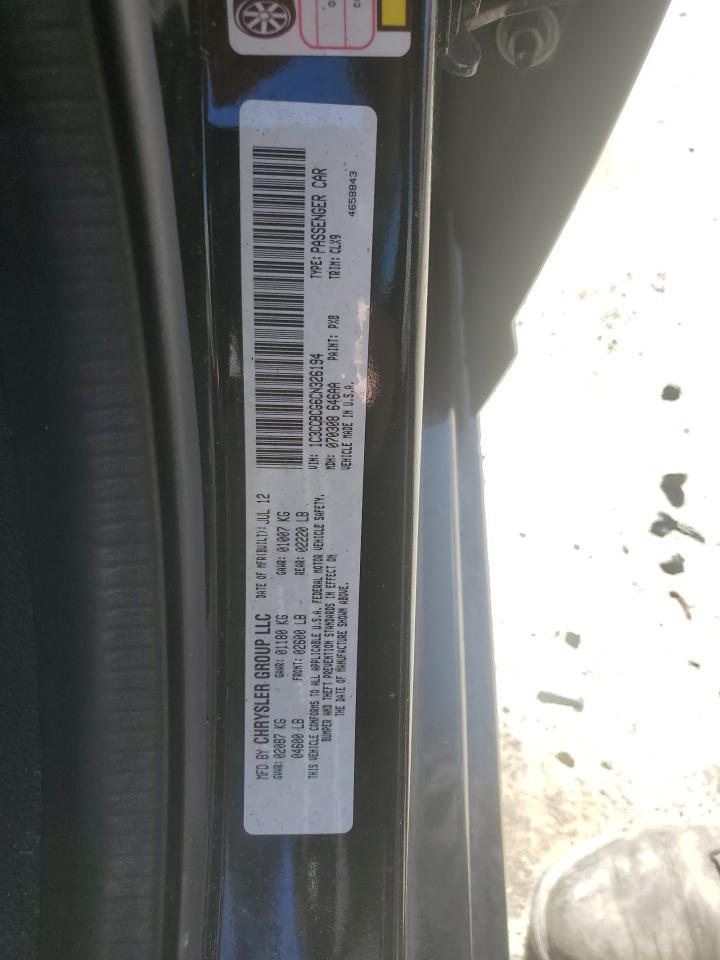 MFD BY CHRYSLER GROUP LLC DATE OF MFR(BUILT): JUL 12
GVWR: 02087 KG GAWR: 01180 KG GAWR: 01007 KG
04600 LB FRONT: 02600 LB REAR: 02220 LB
THIS VEHICLE CONFORMS TO ALL APPLICABLE U.S.A. FEDERAL MOTOR VEHICLE SAFETY,
BUMPER AND THEFT PREVENTION STANDARDS IN EFFECT ON
THE DATE OF MANUFACTURE SHOWN ABOVE.
VIN: 1C3CCBCG6CN326194 TYPE: PASSENGER CAR
MDH: 070308 646AA PAINT: PX8 TRIM: CLX9
VEHICLE MADE IN U.S.A.
4658843